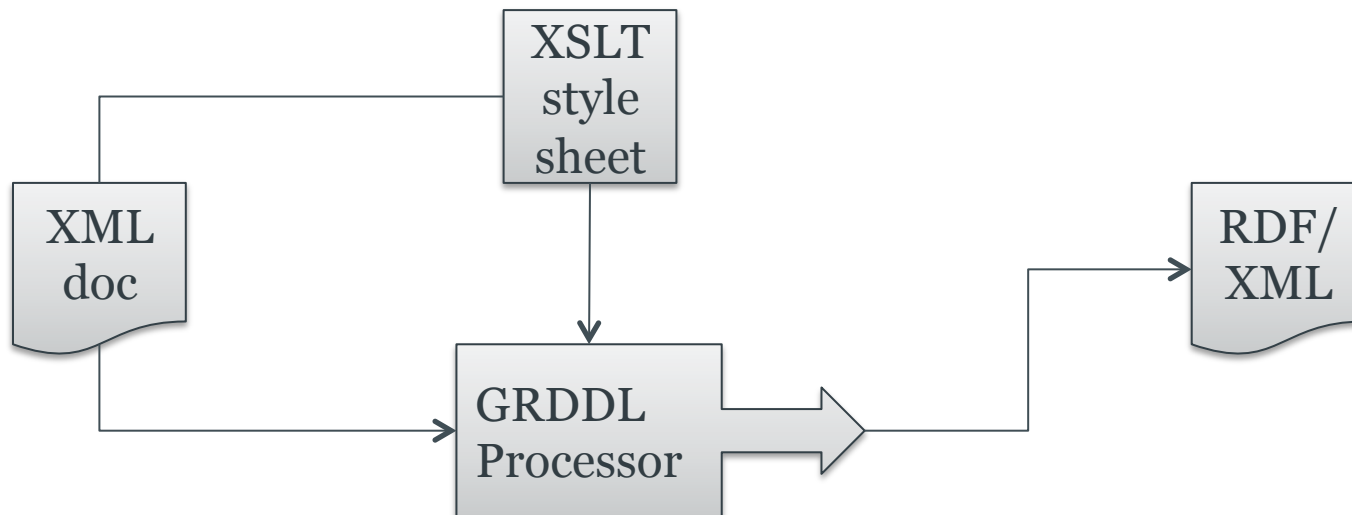 XSLT
style
sheet
XML
doc
RDF/
XML
GRDDL
Processor